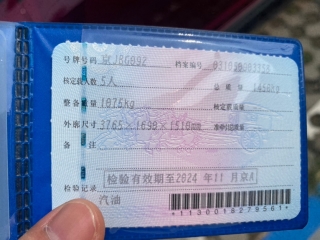 号牌号码 京JBG892 档案编号
核定载人数 5人 总质量
整备质量 1075kg 核定载质量
外廓尺寸 3765×1698×1510mm 准牵引总质量
备注
检验有效期至2024年11月京A
检验记录
汽油
*11300018279561*